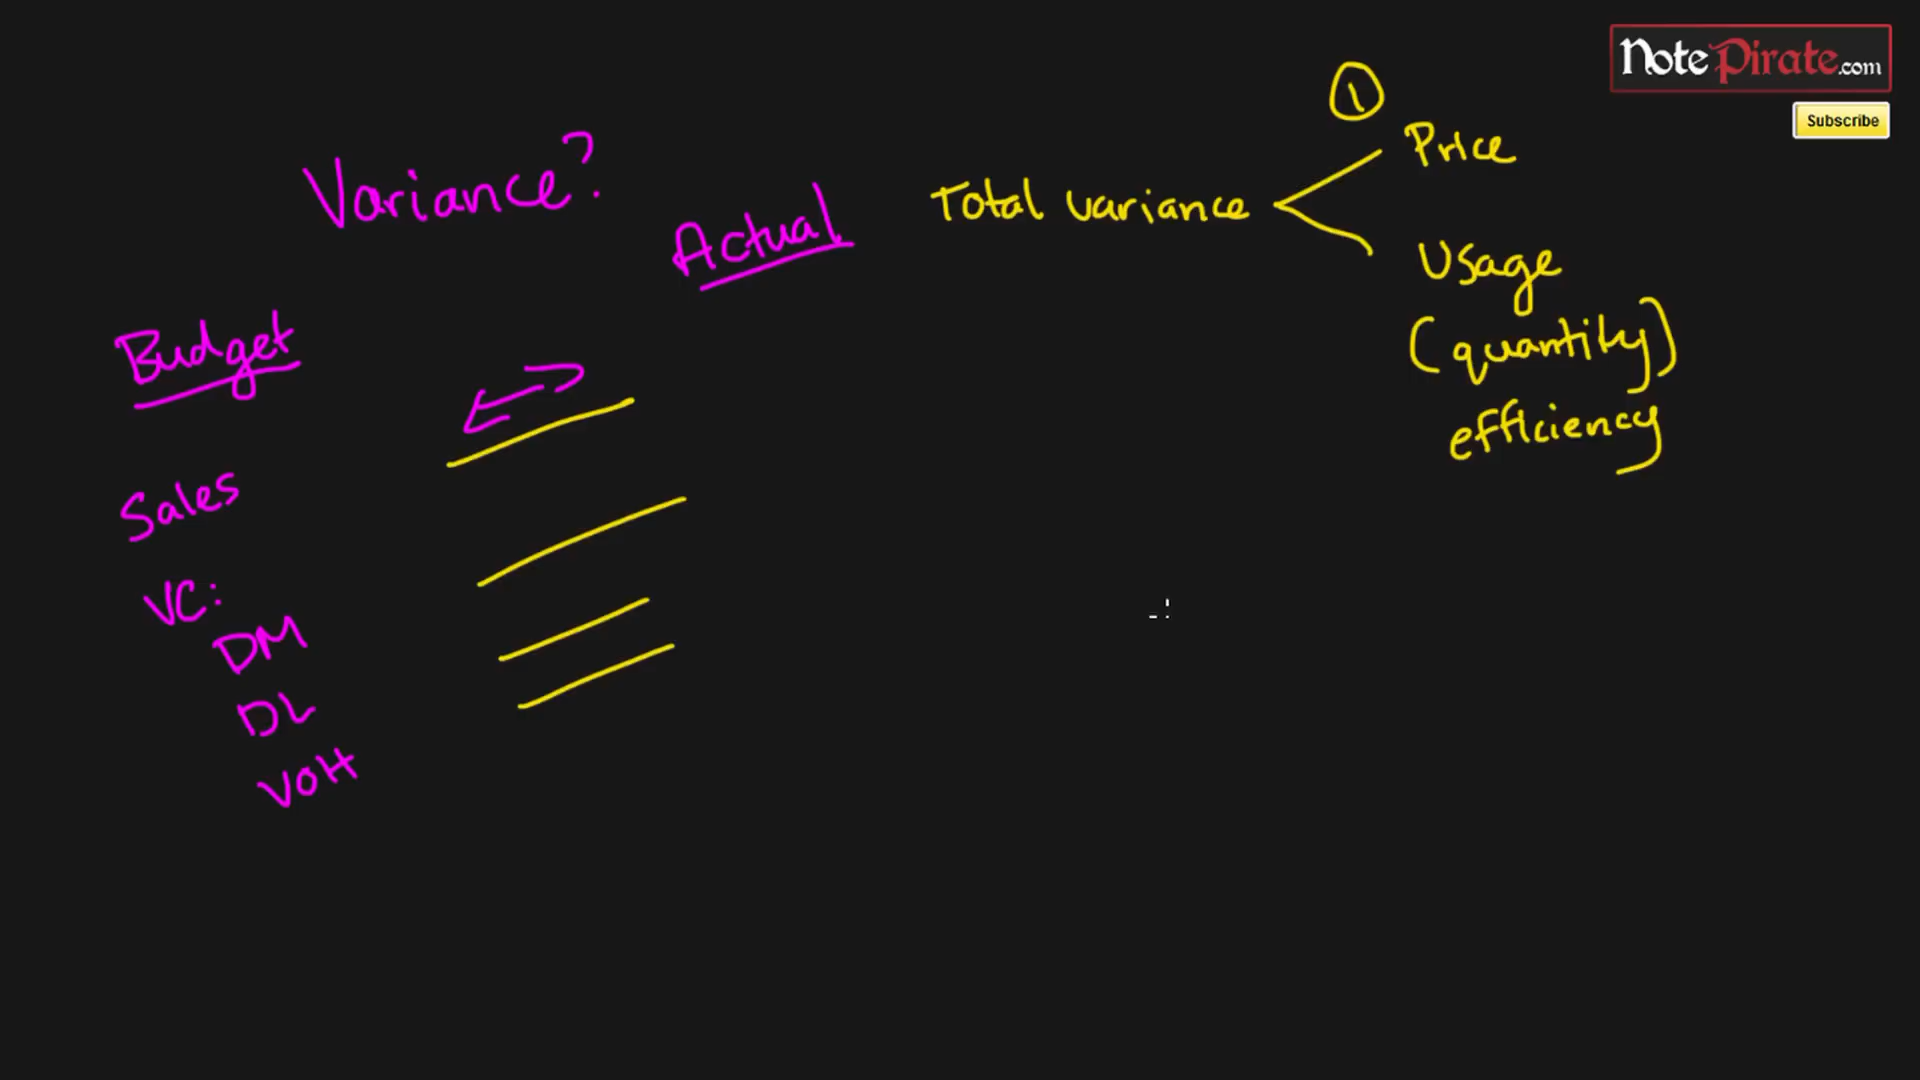 NotePirate.com
Subscribe
Variance?
Budget
Actual
Sales
VC:
DM
DL
VOH
Total variance
1
Price
Usage
(quantity)
efficiency